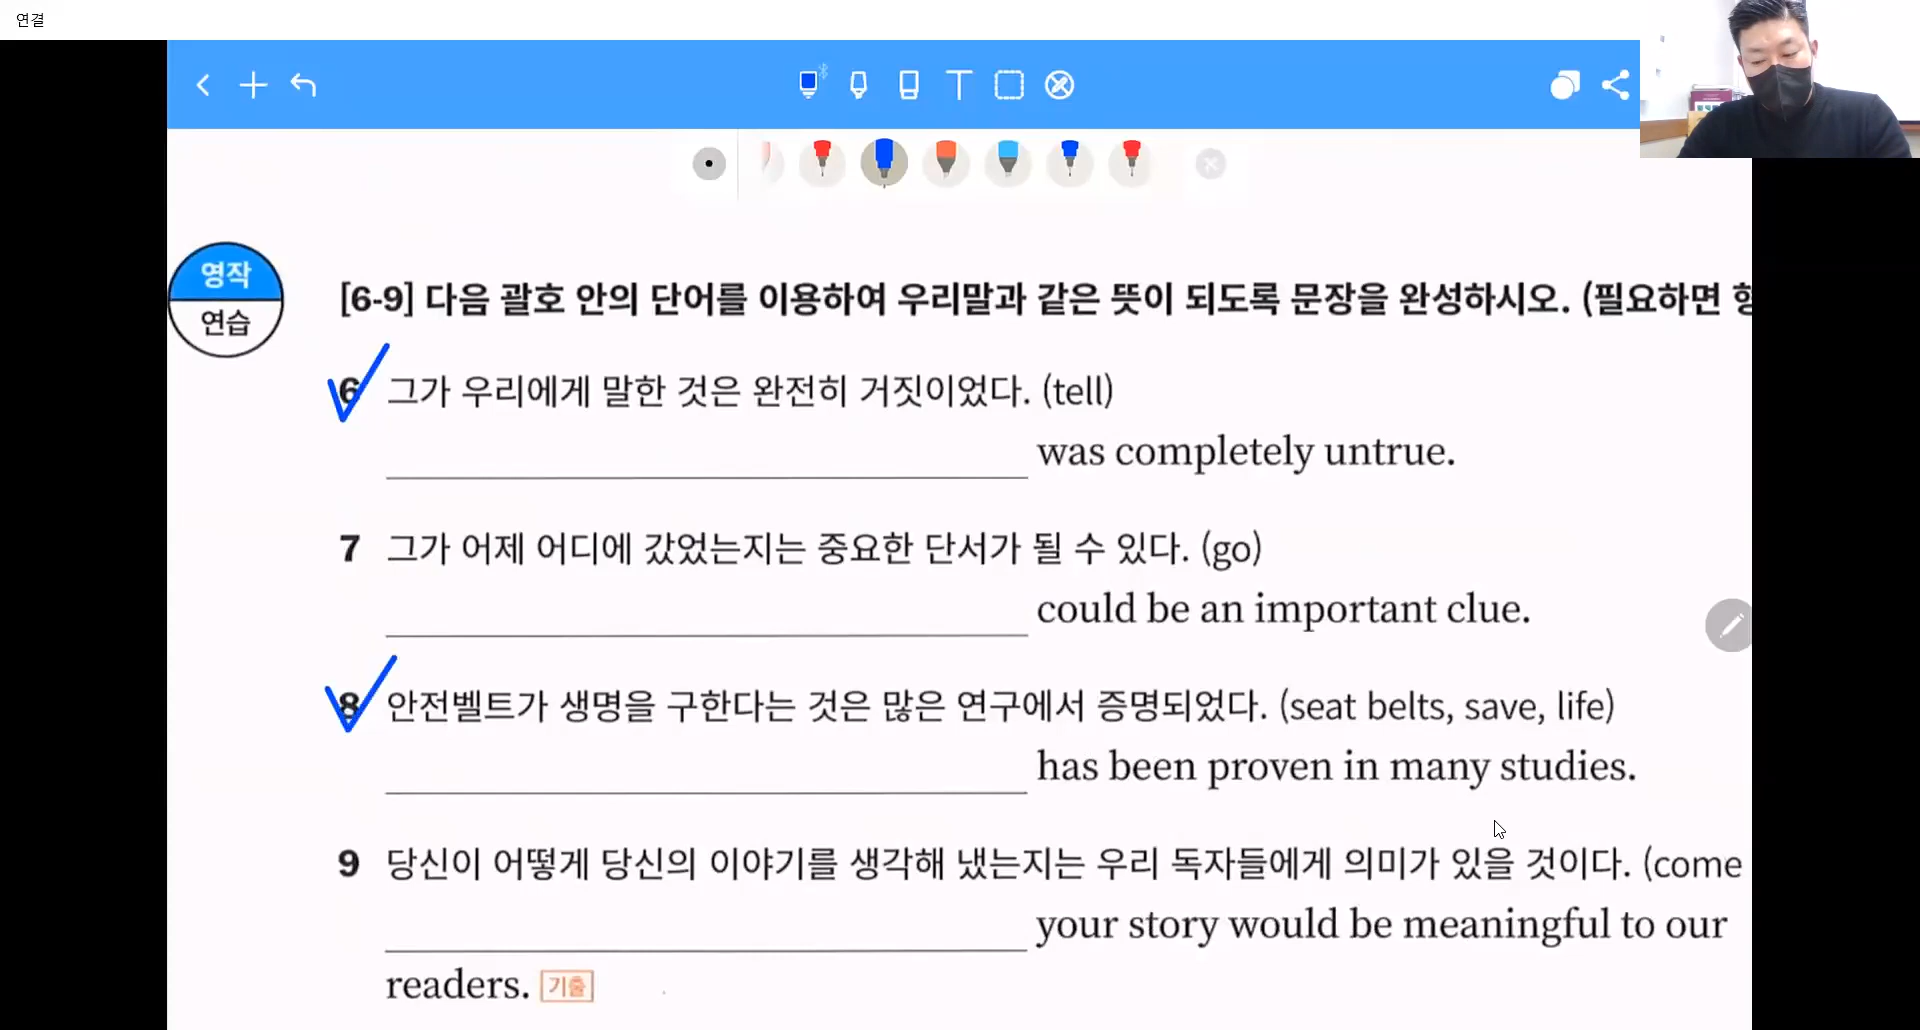 연결
영작
연습
[6-9] 다음 괄호 안의 단어를 이용하여 우리말과 같은 뜻이 되도록 문장을 완성하시오. (필요하면
6 그가 우리에게 말한 것은 완전히 거짓이었다. (tell)
was completely untrue.
7 그가 어제 어디에 갔었는지는 중요한 단서가 될 수 있다. (go)
could be an important clue.
8 안전벨트가 생명을 구한다는 것은 많은 연구에서 증명되었다. (seat belts, save, life)
has been proven in many studies.
9 당신이 어떻게 당신의 이야기를 생각해 냈는지는 우리 독자들에게 의미가 있을 것이다. (come
your story would be meaningful to our
readers. 기출